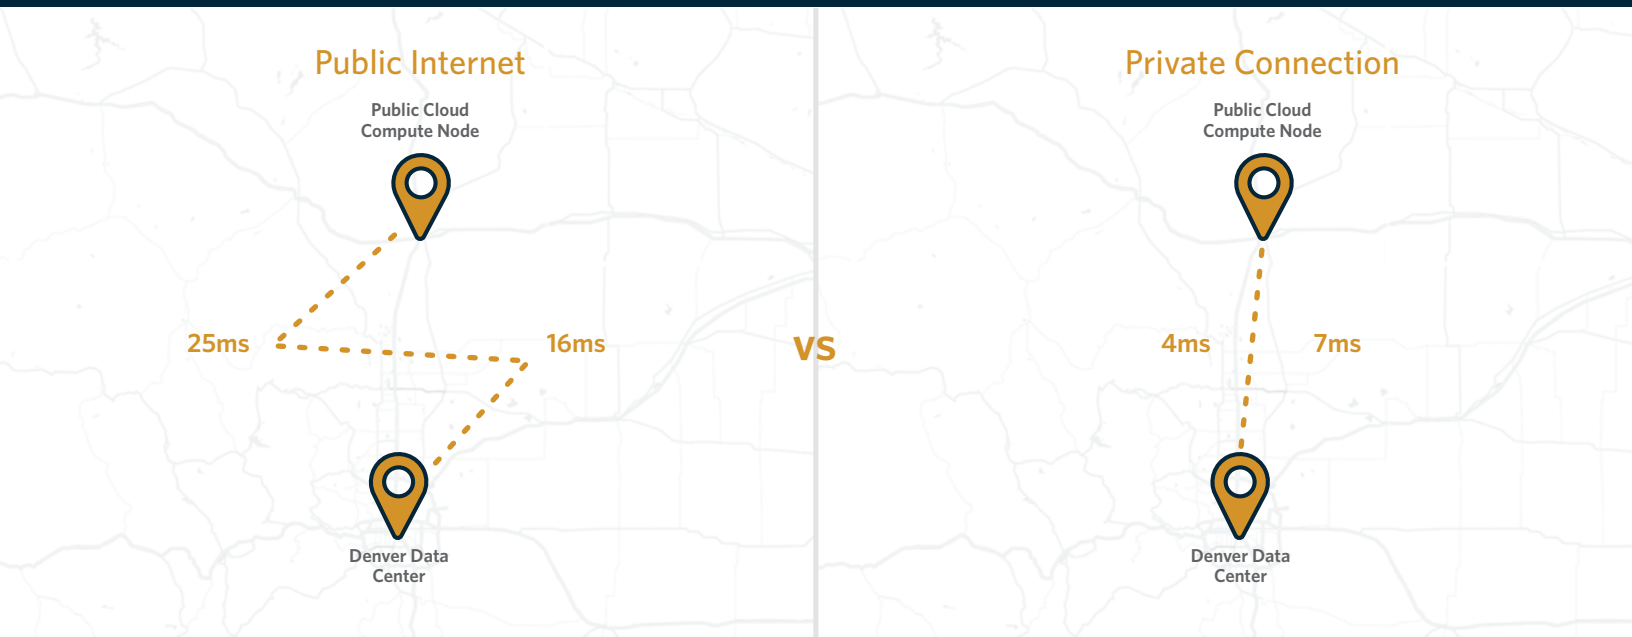 Public Internet
Public Cloud
Compute Node
25ms
16ms
Denver Data
Center
VS
Private Connection
Public Cloud
Compute Node
4ms
7ms
Denver Data
Center